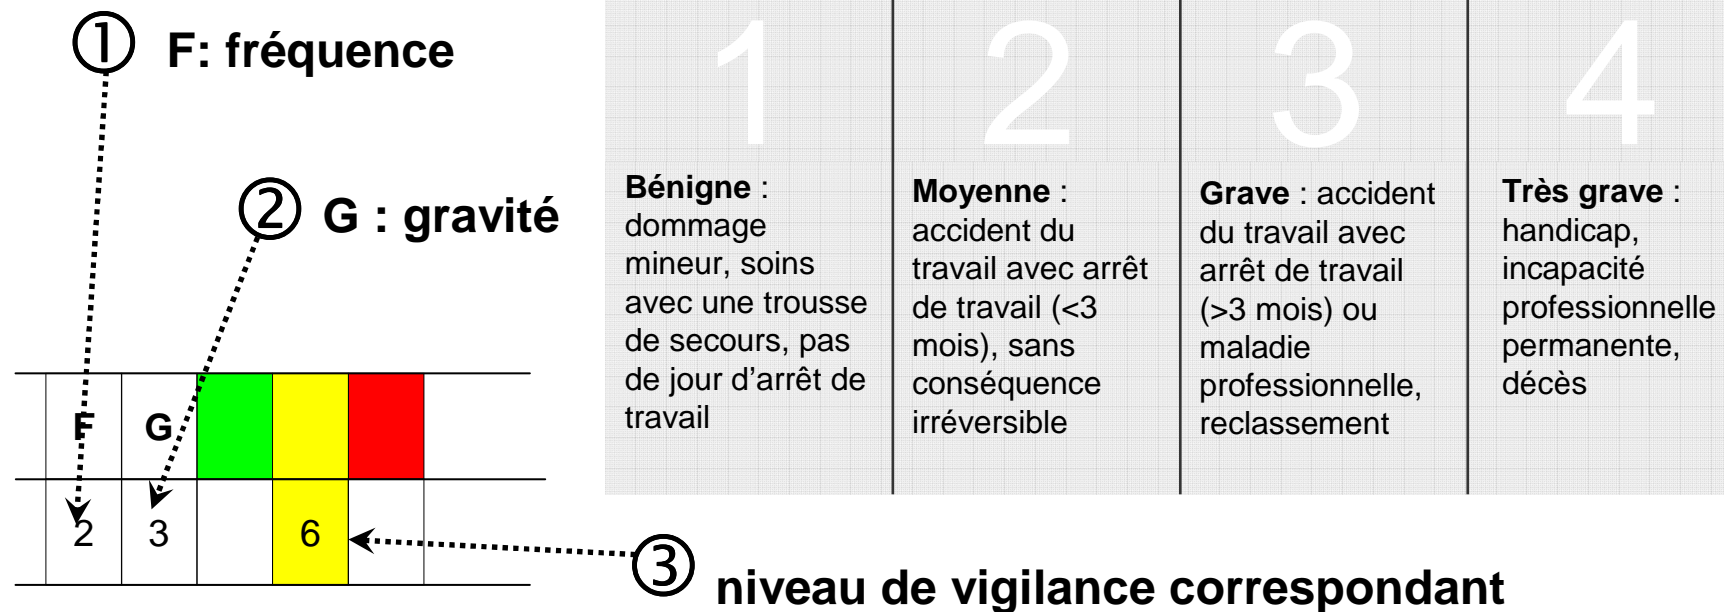 ① F: fréquence
② G : gravité
F G
2 3 6
③ niveau de vigilance correspondant
1
Bénigne :
dommage
mineur, soins
avec une trousse
de secours, pas
de jour d’arrêt de
travail
2
Moyenne :
accident du
travail avec arrêt
de travail (<3
mois), sans
conséquence
irréversible
3
Grave : accident
du travail avec
arrêt de travail
(>3 mois) ou
maladie
professionnelle,
reclassement
4
Très grave :
handicap,
incapacité
professionnelle
permanente,
décès